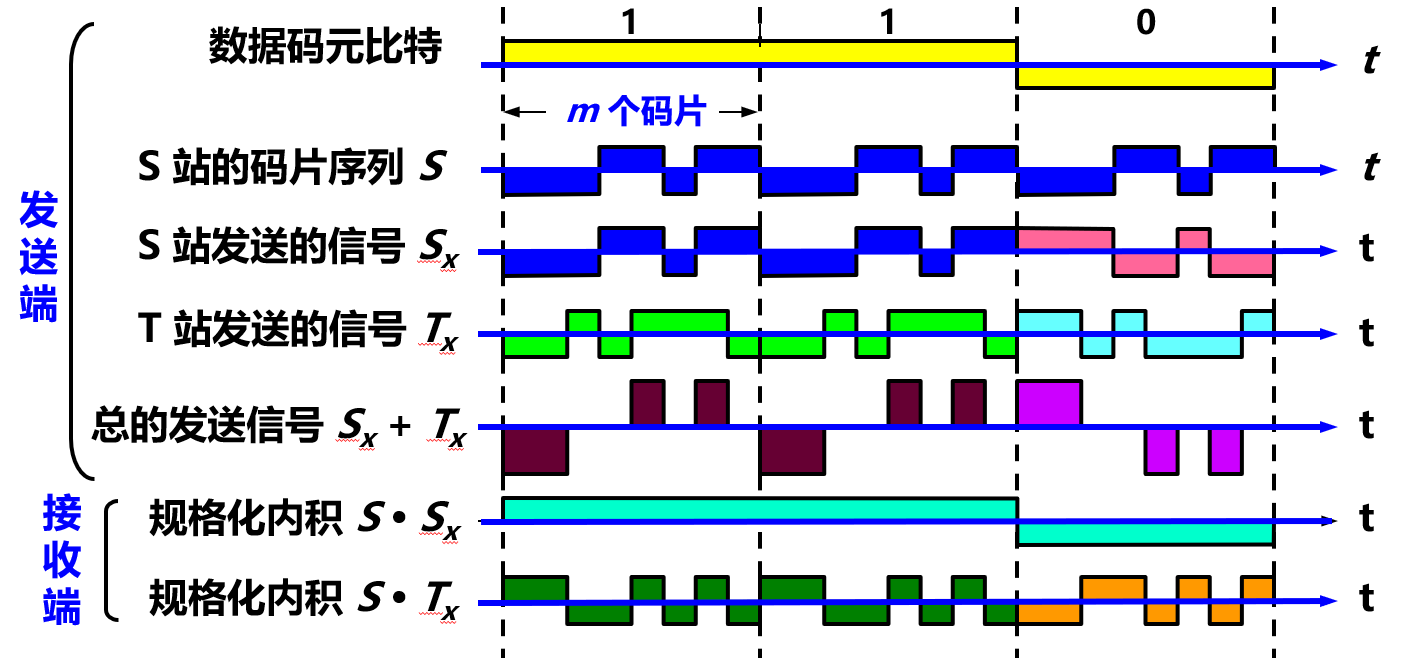 1 1 0
数据码元比特 t
m 个码片
S 站的码片序列 S t
S 站发送的信号 Sx t
T 站发送的信号 Tx t
总的发送信号 Sx + Tx t
规格化内积 S • Sx t
规格化内积 S • Tx t
发送端
接收端